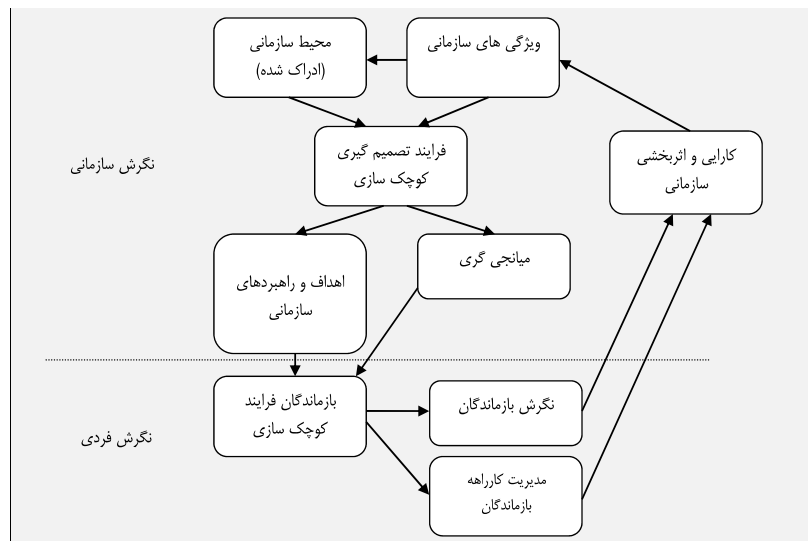 ویژگی های سازمانی
محیط سازمانی
(ادراک شده)
فرایند تصمیم گیری
کوچک سازی
کارایی و اثربخشی
سازمانی
نگرش سازمانی
میانجی گری
اهداف و راهبردهای
سازمانی
بازماندگان فرایند
کوچک سازی
نگرش بازماندگان
نگرش فردی
مدیریت کارراهه
بازماندگان